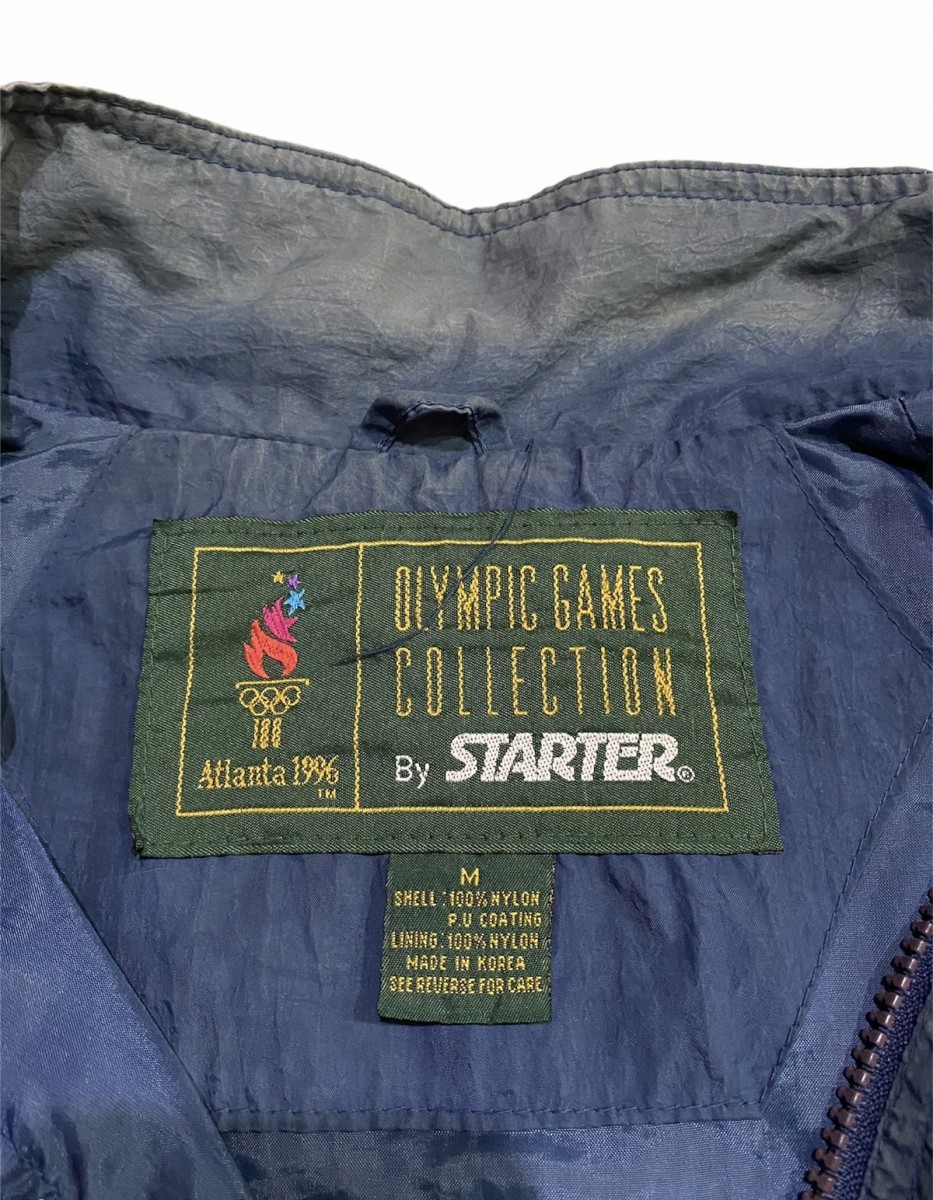 Atlanta 1996
TM
OLYMPIC GAMES
COLLECTION
By STARTER®
M
SHELL: 100% NYLON
P.U COATING
LINING: 100% NYLON
MADE IN KOREA
SEE REVERSE FOR CARE